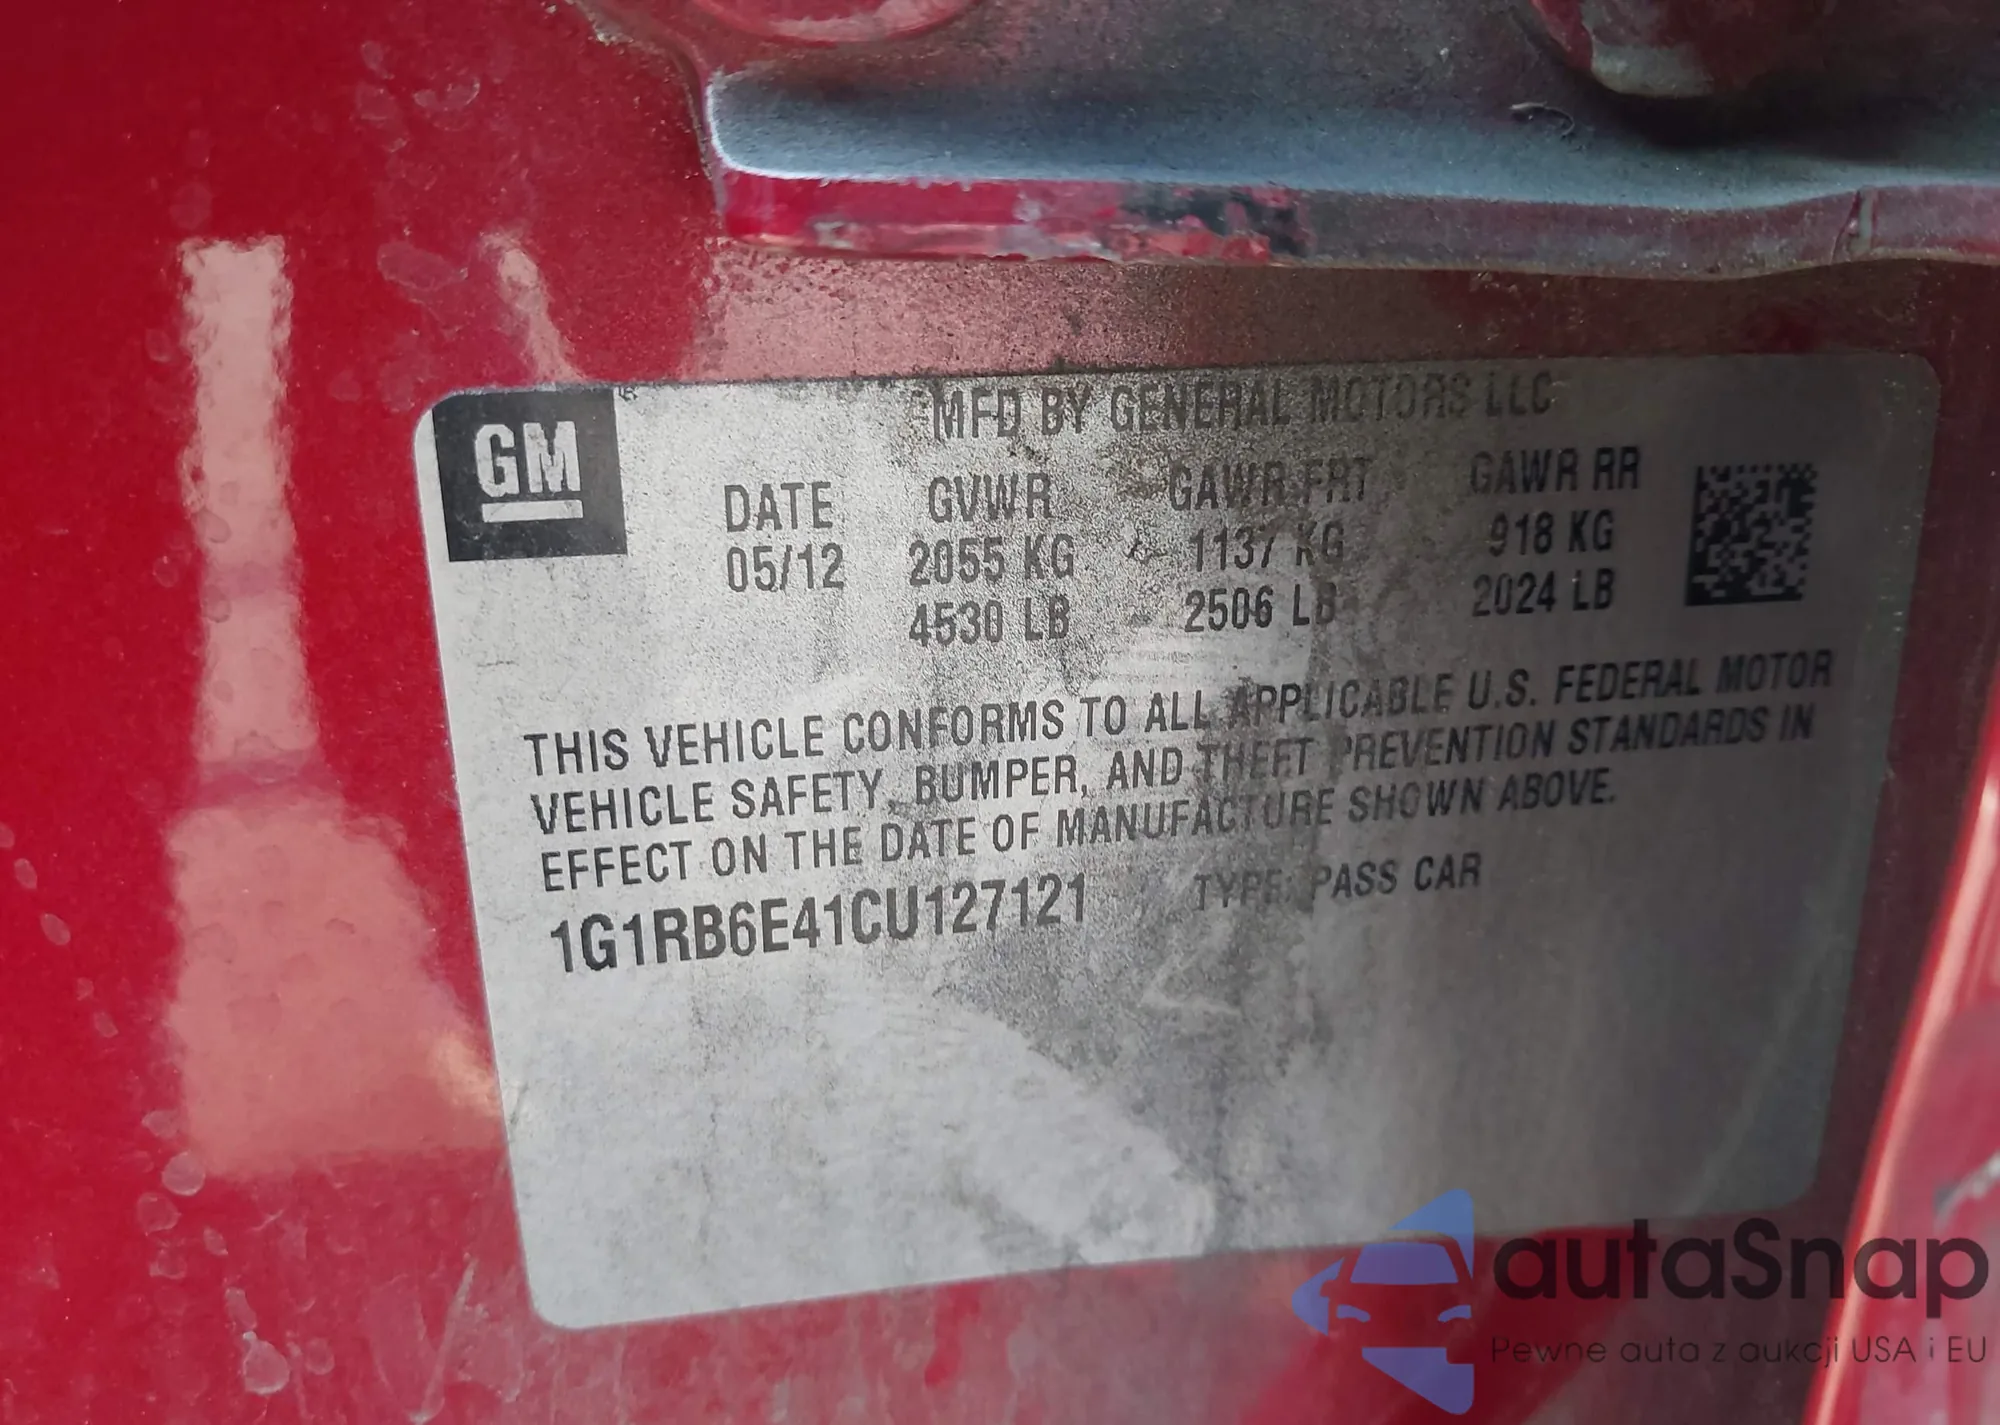 GM
MFD BY GENERAL MOTORS LLC
DATE GVWR GAWR FRT GAWR RR
05/12 2055 KG 1137 KG 918 KG
4530 LB 2506 LB 2024 LB
THIS VEHICLE CONFORMS TO ALL APPLICABLE U.S. FEDERAL MOTOR
VEHICLE SAFETY, BUMPER, AND THEFT PREVENTION STANDARDS IN
EFFECT ON THE DATE OF MANUFACTURE SHOWN ABOVE.
1G1RB6E41CU127121 TYPE: PASS CAR
autaSnap
Pewne auta z aukcji USA i EU